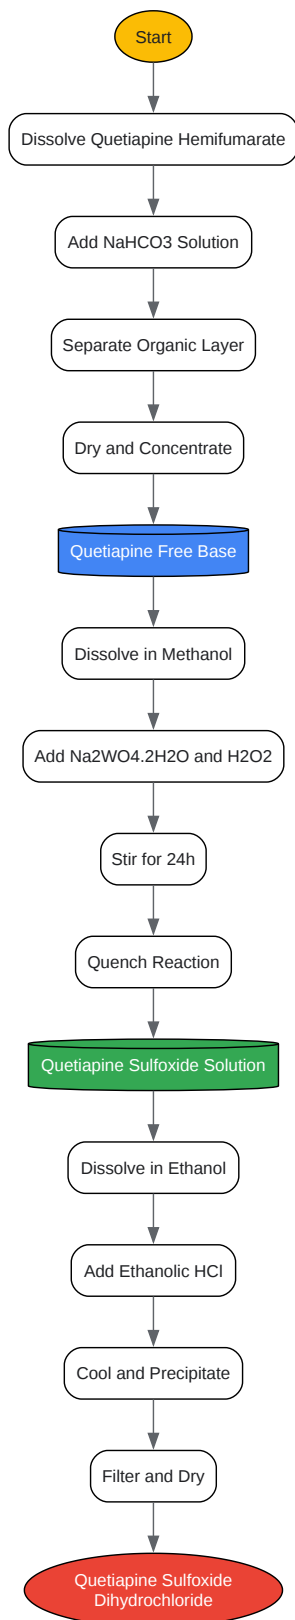 Start
Dissolve Quetiapine Hemifumarate
Add NaHCO3 Solution
Separate Organic Layer
Dry and Concentrate
Quetiapine Free Base
Dissolve in Methanol
Add Na2WO4.2H2O and H2O2
Stir for 24h
Quench Reaction
Quetiapine Sulfoxide Solution
Dissolve in Ethanol
Add Ethanolic HCl
Cool and Precipitate
Filter and Dry
Quetiapine Sulfoxide
Dihydrochloride